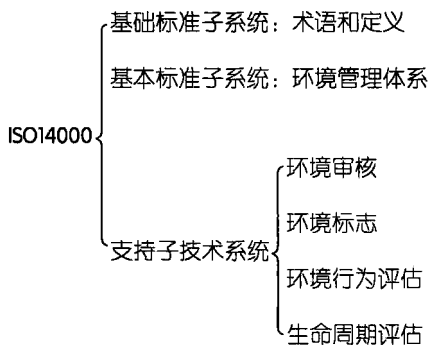 基础标准子系统：术语和定义
基本标准子系统：环境管理体系
ISO14000
环境审核
环境标志
支持子技术系统
环境行为评估
生命周期评估